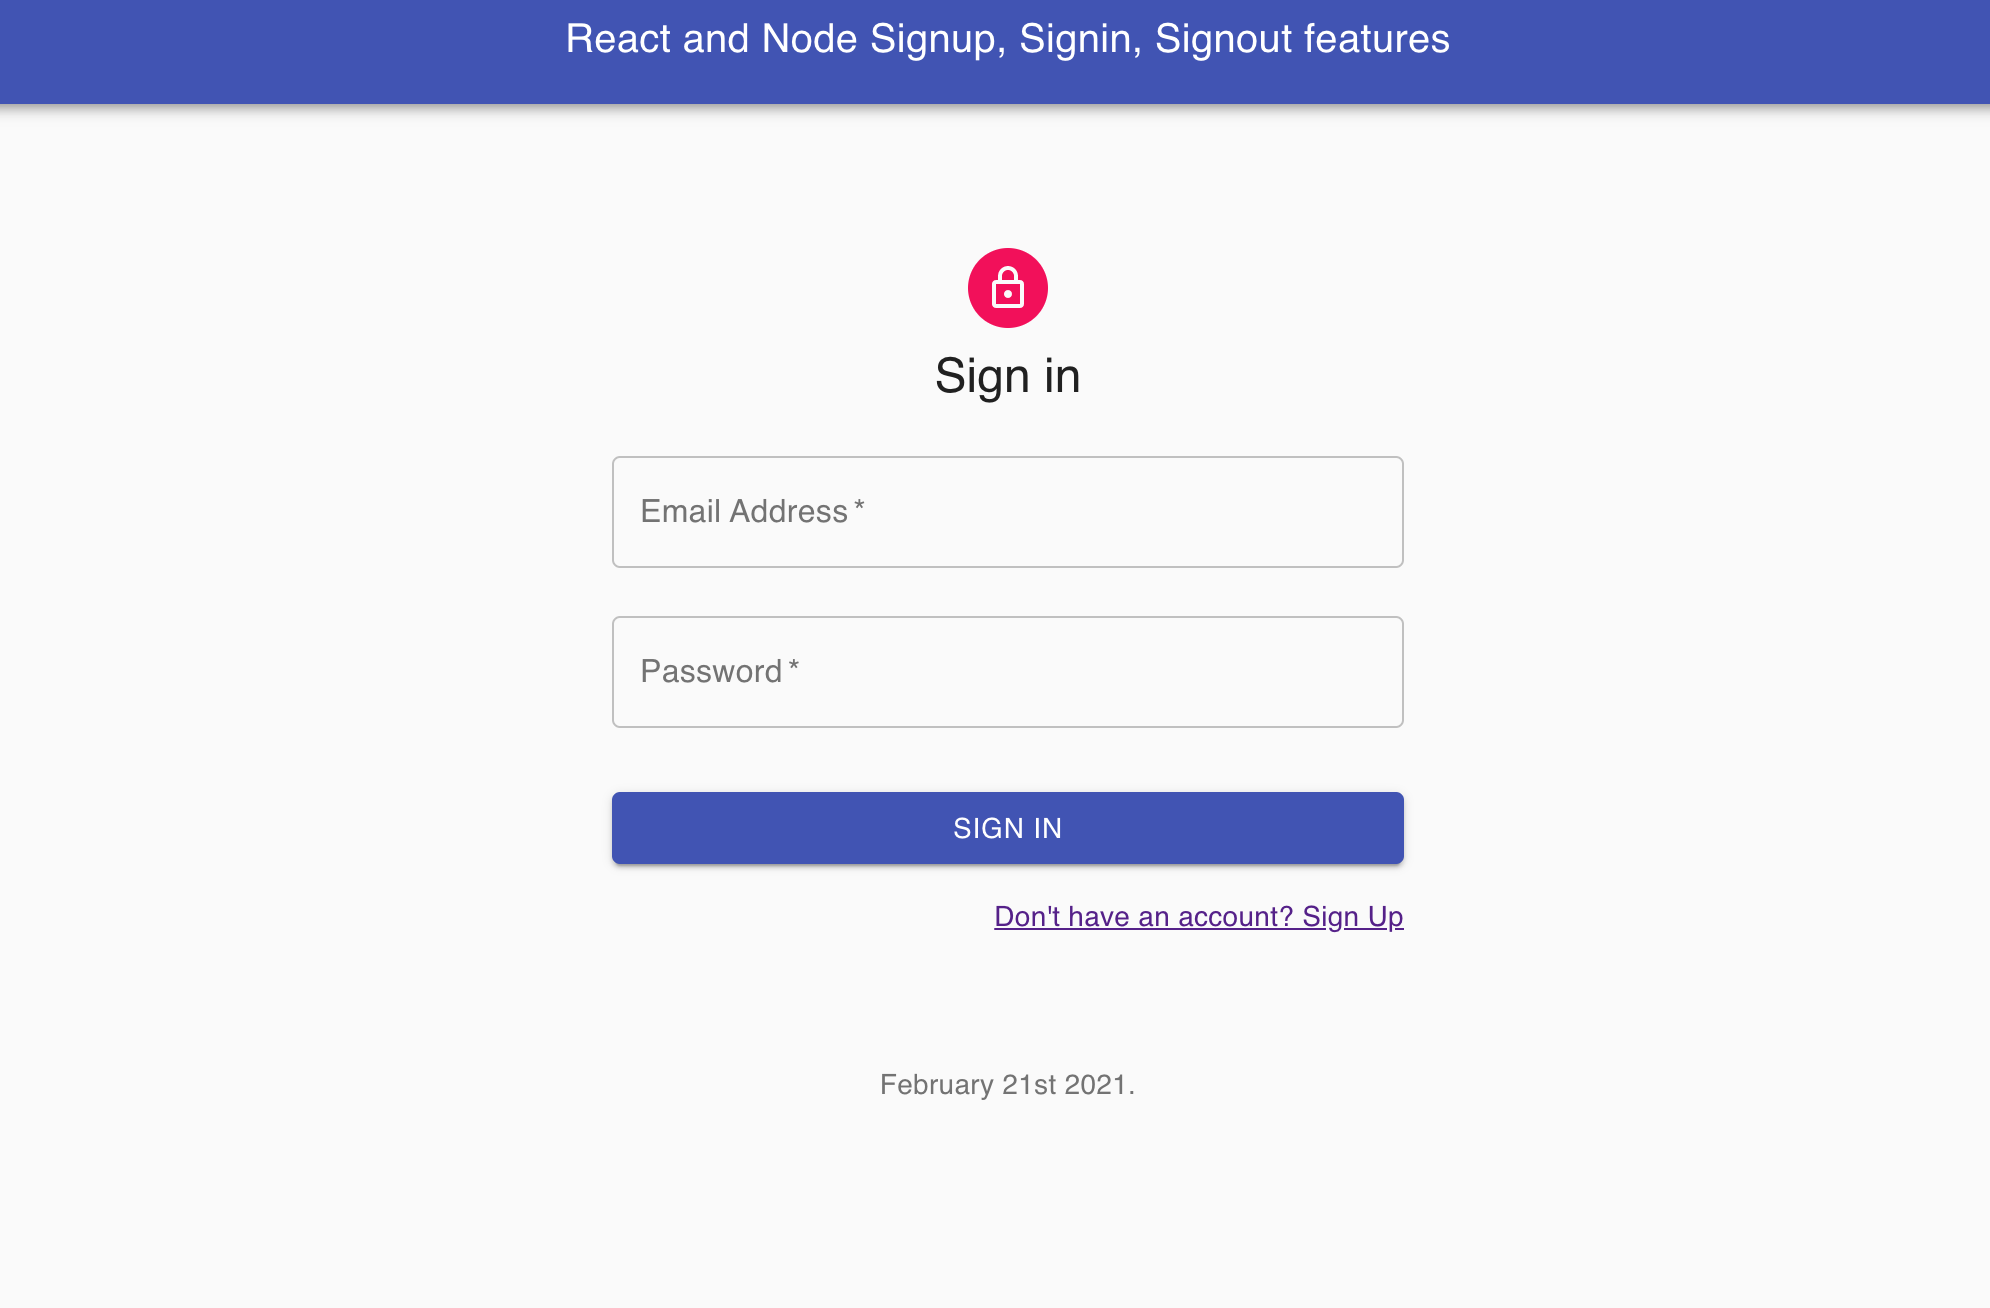 React and Node Signup, Signin, Signout features
Sign in
Email Address *
Password *
SIGN IN
Don't have an account? Sign Up
February 21st 2021.